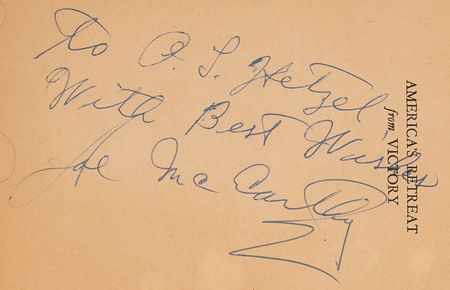 To O. L. Hetzel
With Best Wishes
Joe McCarthy
AMERICA'S RETREAT
from VICTORY